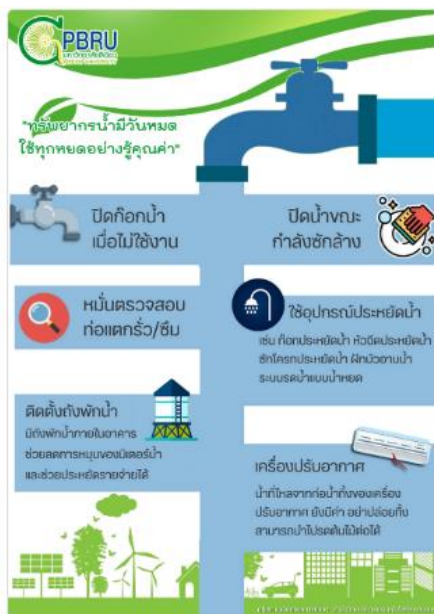 GPBRU
มหาวิทยาลัยสีเขียว
"ทรัพยากรน้ำมีวันหมด
ใช้ทุกหยดอย่างรู้คุณค่า"
ปิดก๊อกน้ำ
เมื่อไม่ใช้งาน
ปิดน้ำขณะ
กำลังซักล้าง
หมั่นตรวจสอบ
ท่อแตกรั่ว/ซึม
ใช้อุปกรณ์ประหยัดน้ำ
เช่น ก๊อกประหยัดน้ำ หัวฉีดประหยัดน้ำ
ชักโครกประหยัดน้ำ ฝักบัวอาบน้ำ
ระบบรดน้ำแบบน้ำหยด
ติดตั้งถังพักน้ำ
มีถังพักน้ำภายในอาคาร
ช่วยลดการหมุนของมิเตอร์น้ำ
และช่วยประหยัดรายจ่ายได้
เครื่องปรับอากาศ
น้ำที่ไหลจากท่อน้ำทิ้งของเครื่อง
ปรับอากาศ ยังมีค่า อย่าปล่อยทิ้ง
สามารถนำไปรดต้นไม้ต่อได้